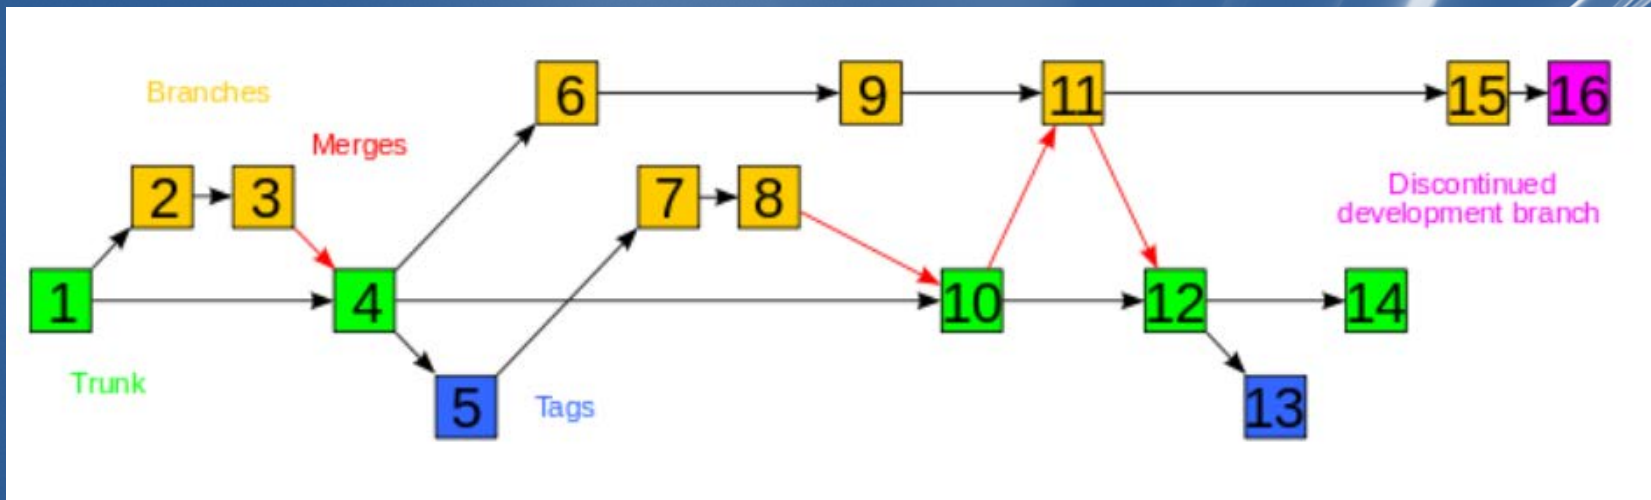 Branches
Merges
6
9
11
15
16
2
3
7
8
Discontinued
development branch
1
4
10
12
14
Trunk
5
Tags
13